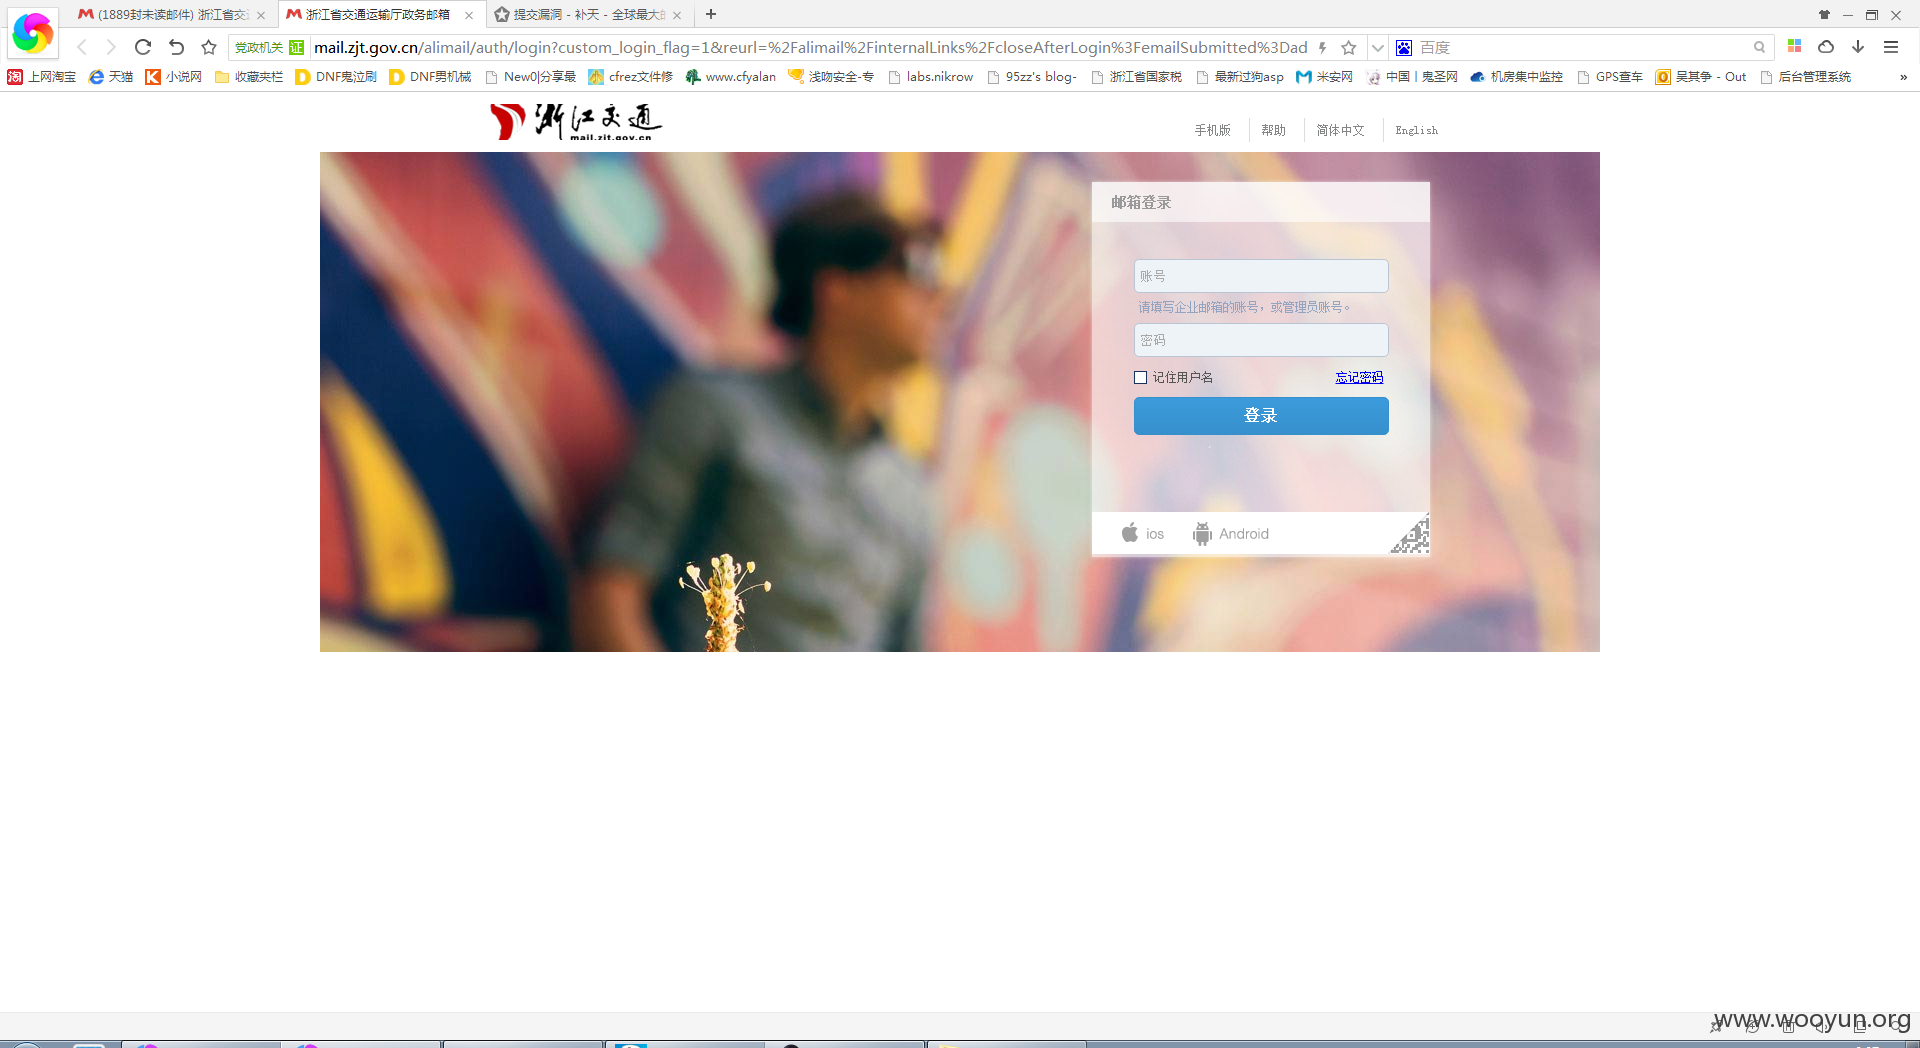 (1889封未读邮件) 浙江省交 浙江省交通运输厅政务邮箱 提交漏洞 - 补天 - 全球最大
党政机关 证 mail.zjt.gov.cn/alimail/auth/login?custom_login_flag=1&reurl=%2Falimail%2FinternalLinks%2FcloseAfterLogin%3FemailSubmitted%3Dad 百度
淘 上网淘宝 天猫 小说网 收藏夹栏 DNF鬼泣刷 DNF男机械 New0|分享最 cfrez文件修 www.cfyalan 浅吻安全-专 labs.nikrow 95zz's blog- 浙江省国家税 最新过狗asp 米安网 中国丨鬼圣网 机房集中监控 GPS查车 吴其争 - Out 后台管理系统 »
浙江交通
mail.zjt.gov.cn
手机版 帮助 简体中文 English
邮箱登录
账号
请填写企业邮箱的账号，或管理员账号。
密码
记住用户名 忘记密码
登录
ios Android
www.wooyun.org